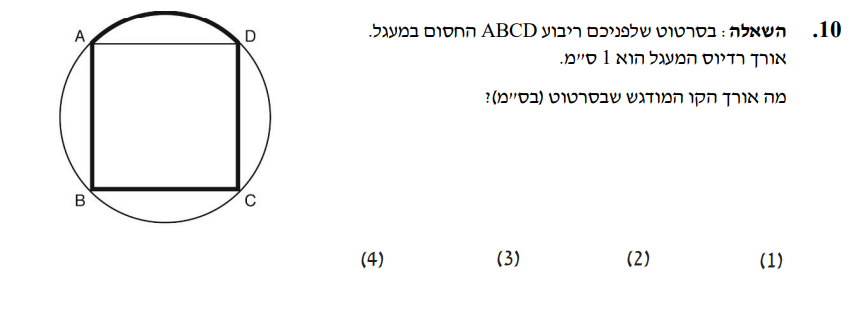 10. השאלה : בסרטוט שלפניכם ריבוע ABCD החסום במעגל.
אורך רדיוס המעגל הוא 1 ס״מ.
מה אורך הקו המודגש שבסרטוט (בס״מ)?
A D
B C
(1) (2) (3) (4)